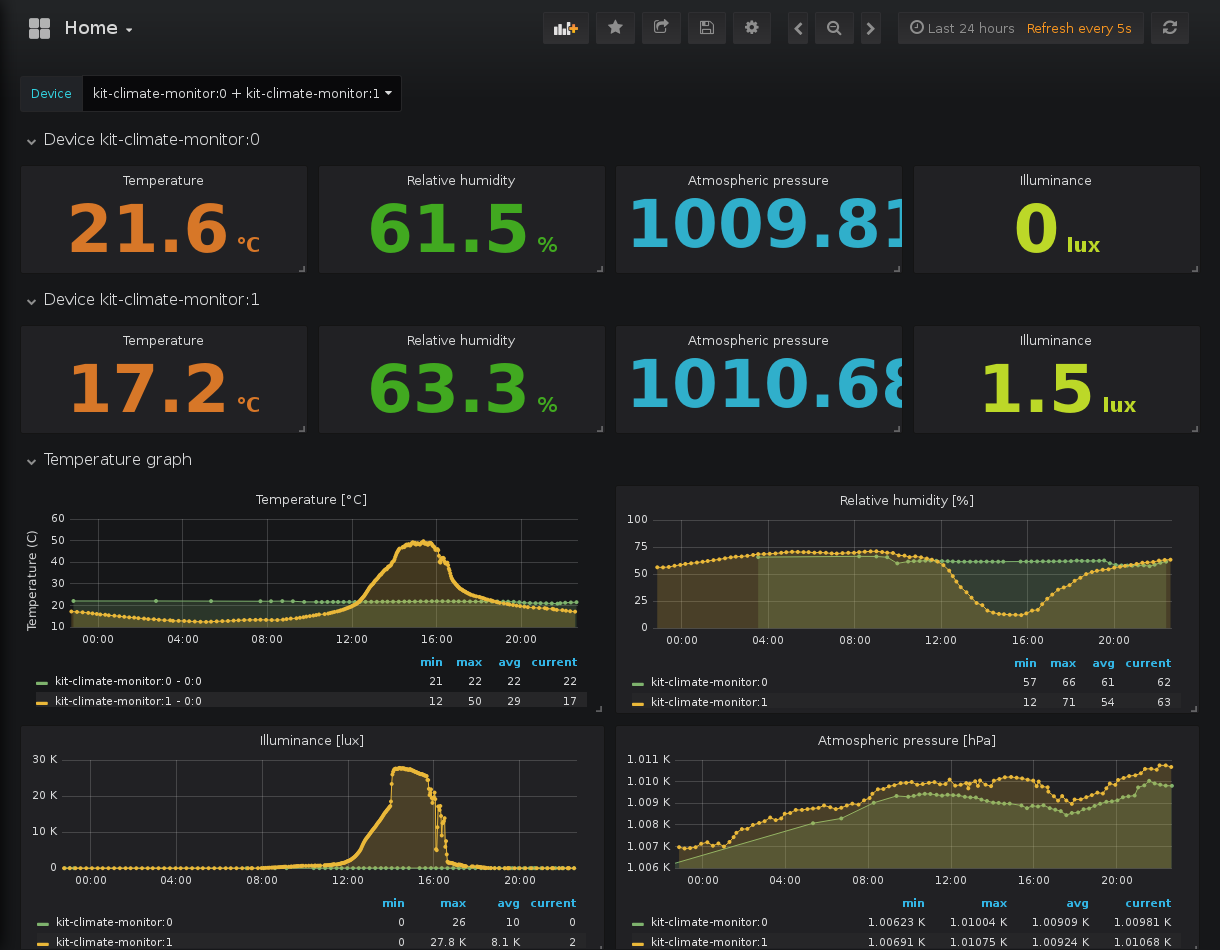 Home
Last 24 hours Refresh every 5s
Device kit-climate-monitor:0 + kit-climate-monitor:1
Device kit-climate-monitor:0
Temperature
21.6 °C
Relative humidity
61.5 %
Atmospheric pressure
1009.81
Illuminance
0 lux
Device kit-climate-monitor:1
Temperature
17.2 °C
Relative humidity
63.3 %
Atmospheric pressure
1010.68
Illuminance
1.5 lux
Temperature graph
Temperature [°C]
Temperature (C)
60
50
40
30
20
10
00:00 04:00 08:00 12:00 16:00 20:00
min max avg current
kit-climate-monitor:0 - 0:0 21 22 22 22
kit-climate-monitor:1 - 0:0 12 50 29 17
Relative humidity [%]
100
75
50
25
0
00:00 04:00 08:00 12:00 16:00 20:00
min max avg current
kit-climate-monitor:0 57 66 61 62
kit-climate-monitor:1 12 71 54 63
Illuminance [lux]
30 K
20 K
10 K
0
00:00 04:00 08:00 12:00 16:00 20:00
min max avg current
kit-climate-monitor:0 0 26 10 0
kit-climate-monitor:1 0 27.8 K 8.1 K 2
Atmospheric pressure [hPa]
1.011 K
1.010 K
1.009 K
1.008 K
1.007 K
1.006 K
00:00 04:00 08:00 12:00 16:00 20:00
min max avg current
kit-climate-monitor:0 1.00623 K 1.01004 K 1.00909 K 1.00981 K
kit-climate-monitor:1 1.00691 K 1.01075 K 1.00924 K 1.01068 K